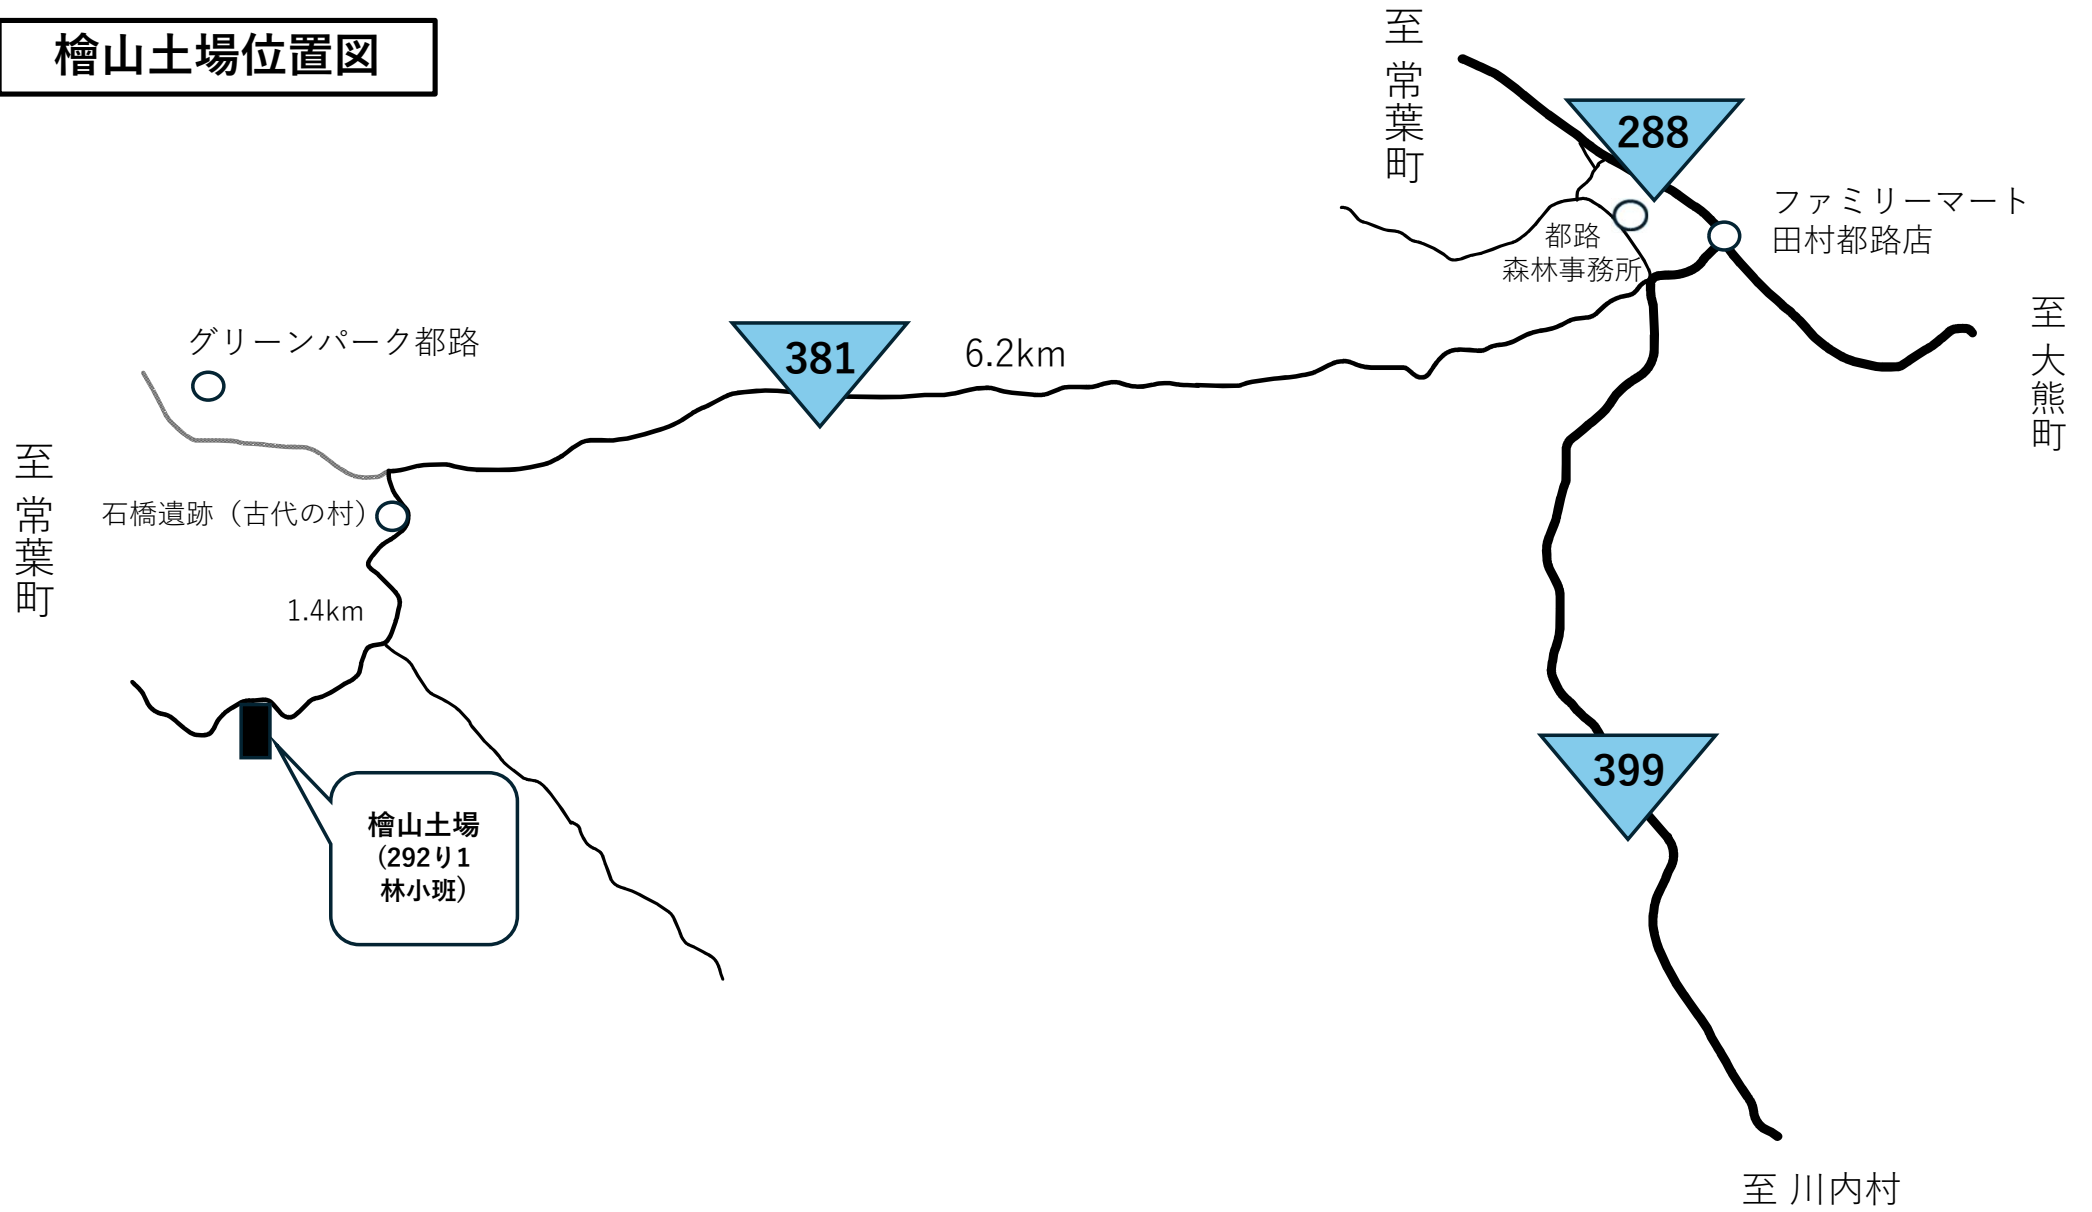 檜山土場位置図
至 常葉町
288
ファミリーマート
田村都路店
都路
森林事務所
至 大熊町
グリーンパーク都路
381
6.2km
至 常葉町
石橋遺跡（古代の村）
1.4km
399
檜山土場
(292り1
林小班)
至 川内村